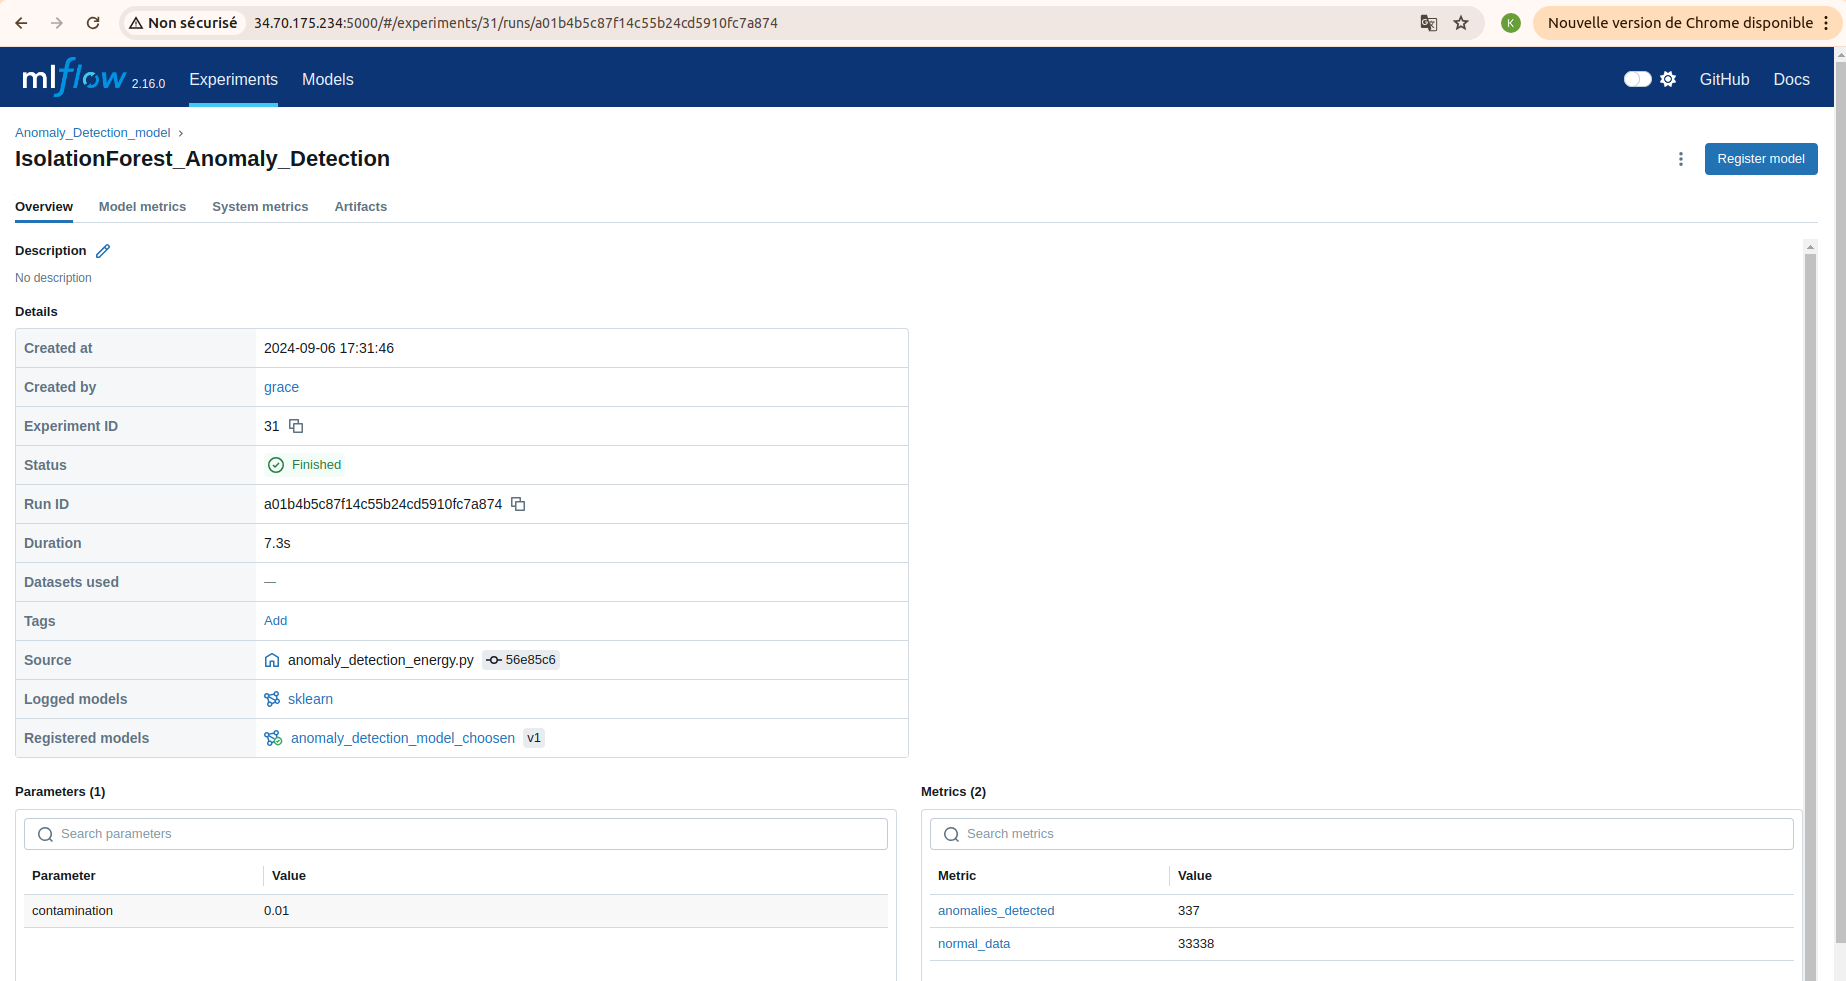 Non sécurisé 34.70.175.234:5000/#/experiments/31/runs/a01b4b5c87f14c55b24cd5910fc7a874 K Nouvelle version de Chrome disponible
mlflow 2.16.0 Experiments Models GitHub Docs
Anomaly_Detection_model
IsolationForest_Anomaly_Detection Register model
Overview Model metrics System metrics Artifacts
Description
No description
Details
Created at 2024-09-06 17:31:46
Created by grace
Experiment ID 31
Status Finished
Run ID a01b4b5c87f14c55b24cd5910fc7a874
Duration 7.3s
Datasets used —
Tags Add
Source anomaly_detection_energy.py 56e85c6
Logged models sklearn
Registered models anomaly_detection_model_choosen v1
Parameters (1)
Search parameters
Parameter Value
contamination 0.01
Metrics (2)
Search metrics
Metric Value
anomalies_detected 337
normal_data 33338